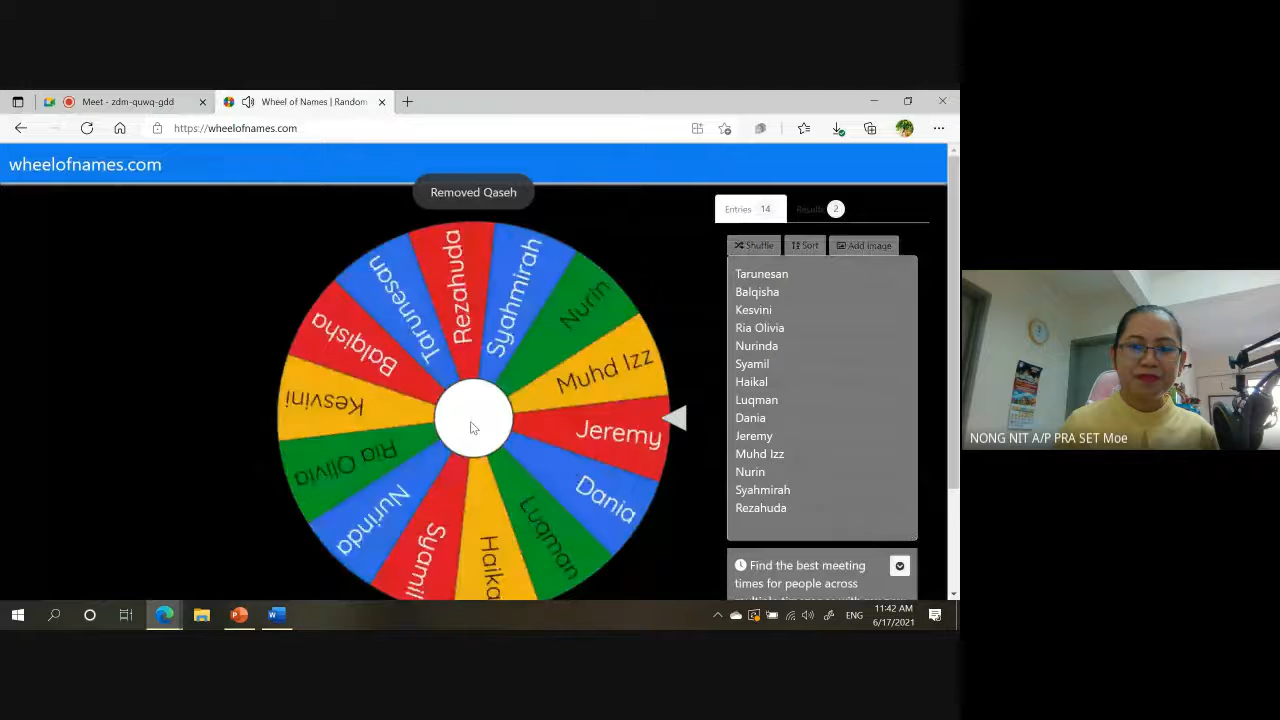 Meet - zdm-quwq-gdd
Wheel of Names | Random
https://wheelofnames.com
wheelofnames.com
Removed Qaseh
Entries 14
Results 2
Shuffle
Sort
Add image
Tarunesan
Balqisha
Kesvini
Ria Olivia
Nurinda
Syamil
Haikal
Luqman
Dania
Jeremy
Muhd Izz
Nurin
Syahmirah
Rezahuda
Find the best meeting
times for people across
Rezahuda
Syahmirah
Nurin
Muhd Izz
Jeremy
Dania
Luqman
Haika
Syamil
Nurinda
Ria Olivia
Kesvini
Balqisha
Tarunesan
NONG NIT A/P PRA SET Moe
ENG
11:42 AM
6/17/2021